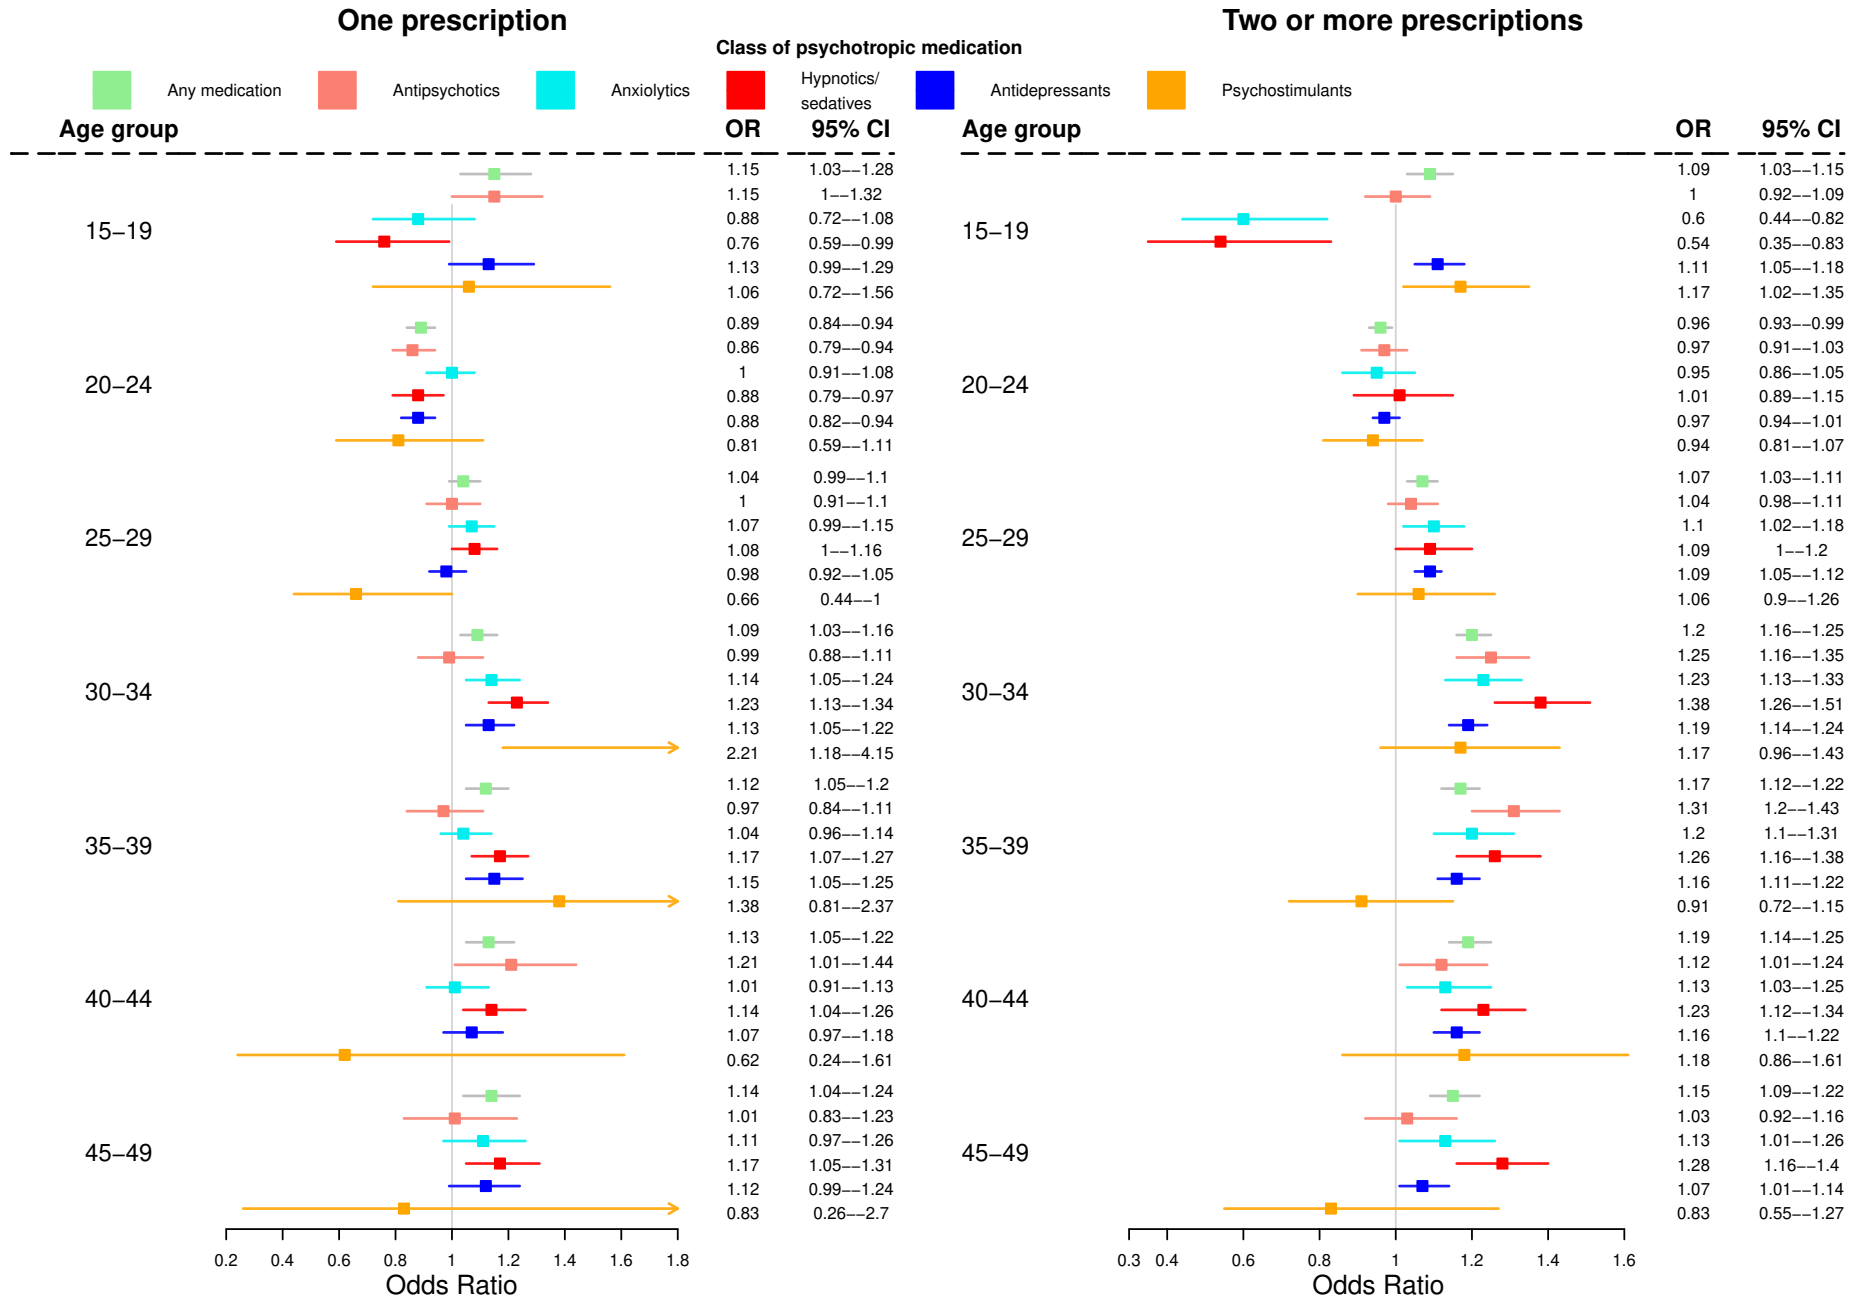 One prescription Two or more prescriptions
Class of psychotropic medication
Any medication Antipsychotics Anxiolytics Hypnotics/ sedatives Antidepressants Psychostimulants
Age group OR 95% CI Age group OR 95% CI
1.15 1.03−−1.28 1.09 1.03−−1.15
1.15 1−−1.32 1 0.92−−1.09
0.88 0.72−−1.08 0.6 0.44−−0.82
15−19 15−19
0.76 0.59−−0.99 0.54 0.35−−0.83
1.13 0.99−−1.29 1.11 1.05−−1.18
1.06 0.72−−1.56 1.17 1.02−−1.35
0.89 0.84−−0.94 0.96 0.93−−0.99
0.86 0.79−−0.94 0.97 0.91−−1.03
1 0.91−−1.08 0.95 0.86−−1.05
20−24 20−24
0.88 0.79−−0.97 1.01 0.89−−1.15
0.88 0.82−−0.94 0.97 0.94−−1.01
0.81 0.59−−1.11 0.94 0.81−−1.07
1.04 0.99−−1.1 1.07 1.03−−1.11
1 0.91−−1.1 1.04 0.98−−1.11
1.07 0.99−−1.15 1.1 1.02−−1.18
25−29 25−29
1.08 1−−1.16 1.09 1−−1.2
0.98 0.92−−1.05 1.09 1.05−−1.12
0.66 0.44−−1 1.06 0.9−−1.26
1.09 1.03−−1.16 1.2 1.16−−1.25
0.99 0.88−−1.11 1.25 1.16−−1.35
1.14 1.05−−1.24 1.23 1.13−−1.33
30−34 30−34
1.23 1.13−−1.34 1.38 1.26−−1.51
1.13 1.05−−1.22 1.19 1.14−−1.24
2.21 1.18−−4.15 1.17 0.96−−1.43
1.12 1.05−−1.2 1.17 1.12−−1.22
0.97 0.84−−1.11 1.31 1.2−−1.43
1.04 0.96−−1.14 1.2 1.1−−1.31
35−39 35−39
1.17 1.07−−1.27 1.26 1.16−−1.38
1.15 1.05−−1.25 1.16 1.11−−1.22
1.38 0.81−−2.37 0.91 0.72−−1.15
1.13 1.05−−1.22 1.19 1.14−−1.25
1.21 1.01−−1.44 1.12 1.01−−1.24
1.01 0.91−−1.13 1.13 1.03−−1.25
40−44 40−44
1.14 1.04−−1.26 1.23 1.12−−1.34
1.07 0.97−−1.18 1.16 1.1−−1.22
0.62 0.24−−1.61 1.18 0.86−−1.61
1.14 1.04−−1.24 1.15 1.09−−1.22
1.01 0.83−−1.23 1.03 0.92−−1.16
1.11 0.97−−1.26 1.13 1.01−−1.26
45−49 45−49
1.17 1.05−−1.31 1.28 1.16−−1.4
1.12 0.99−−1.24 1.07 1.01−−1.14
0.83 0.26−−2.7 0.83 0.55−−1.27
0.2 0.4 0.6 0.8 1 1.2 1.4 1.6 1.8 0.3 0.4 0.6 0.8 1 1.2 1.4 1.6
Odds Ratio Odds Ratio